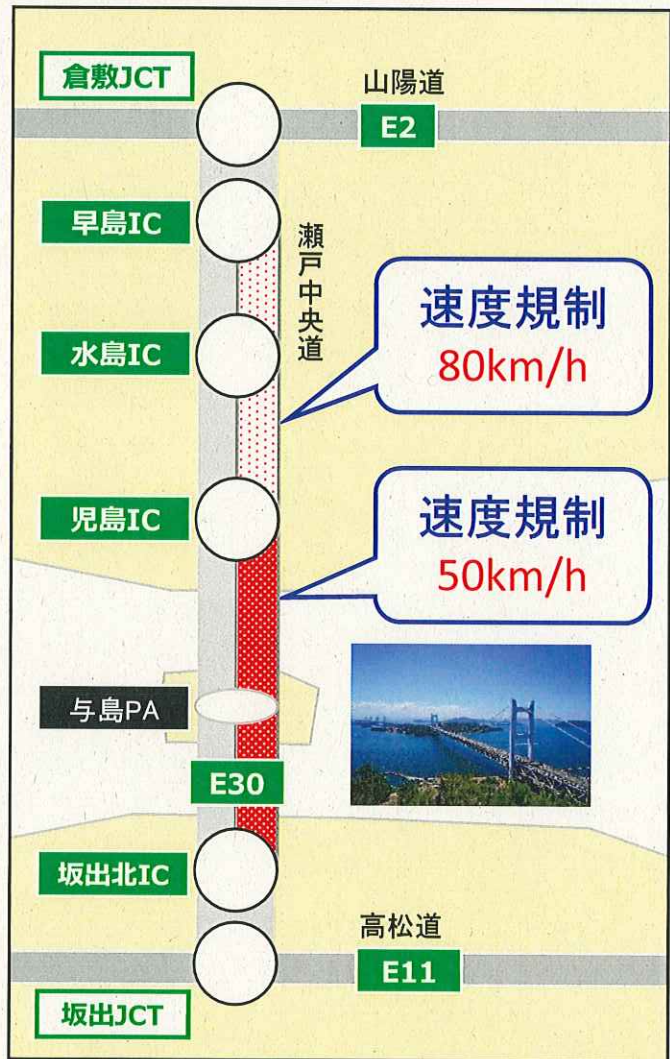 倉敷JCT
山陽道
E2
早島IC
瀬戸中央道
速度規制
80km/h
水島IC
児島IC
速度規制
50km/h
与島PA
E30
坂出北IC
高松道
E11
坂出JCT